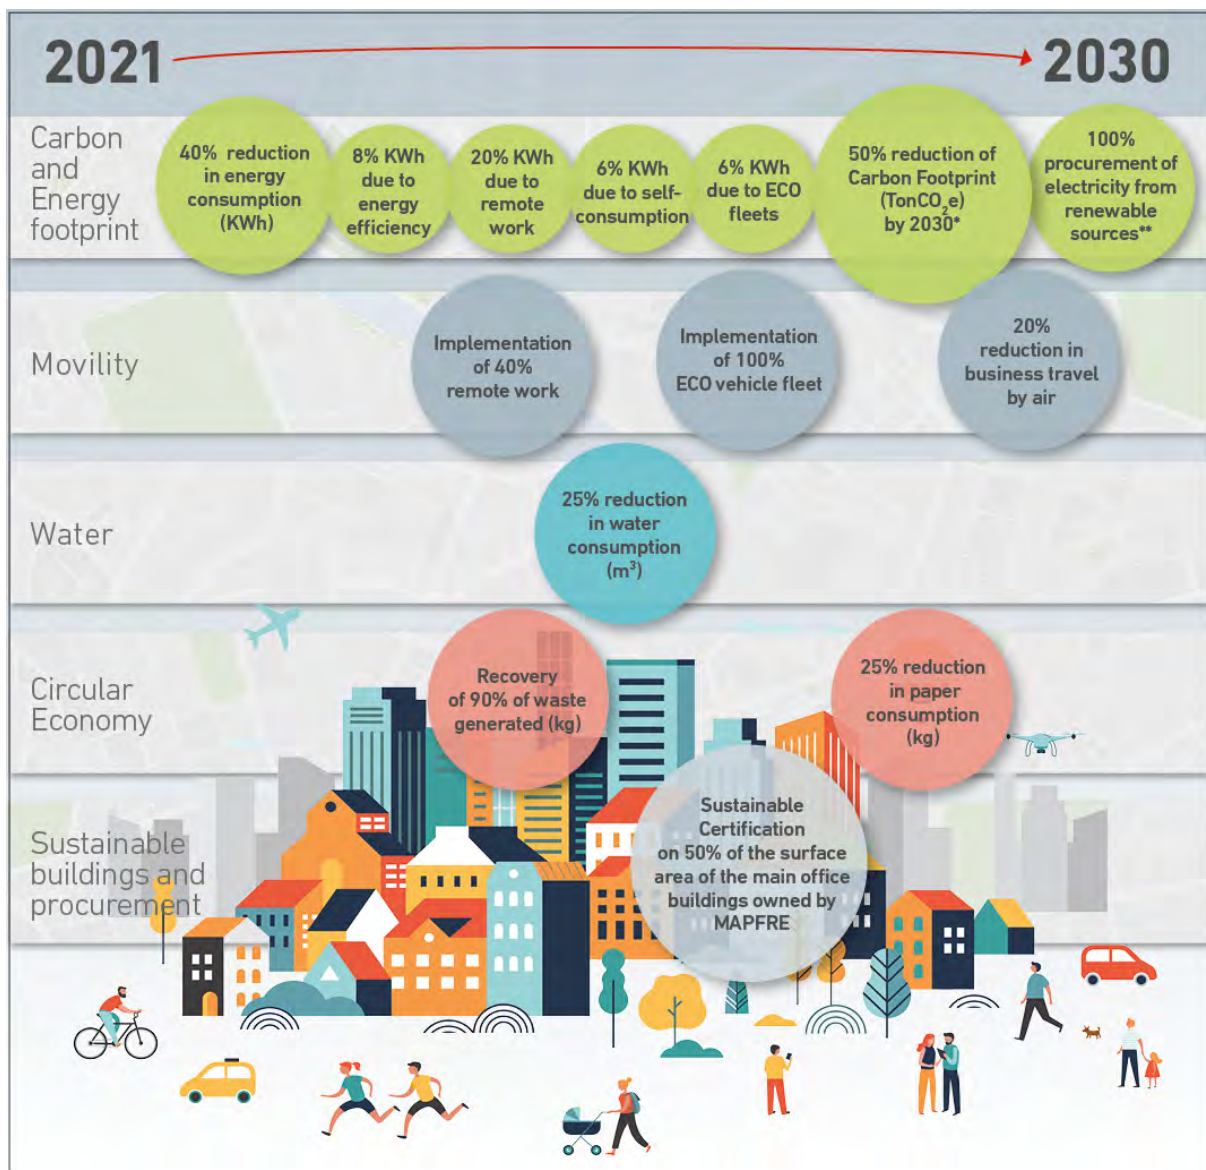 2021
2030
Carbon
and
Energy
footprint
40% reduction
in energy
consumption
(KWh)
8% KWh
due to
energy
efficiency
20% KWh
due to
remote
work
6% KWh
due to self-
consumption
6% KWh
due to ECO
fleets
50% reduction of
Carbon Footprint
(TonCO₂e)
by 2030*
100%
procurement of
electricity from
renewable
sources**
Movility
Implementation
of 40%
remote work
Implementation
of 100%
ECO vehicle fleet
20%
reduction in
business travel
by air
Water
25% reduction
in water
consumption
(m³)
Circular
Economy
Recovery
of 90% of waste
generated (kg)
25% reduction
in paper
consumption
(kg)
Sustainable
buildings and
procurement
Sustainable
Certification
on 50% of the surface
area of the main office
buildings owned by
MAPFRE